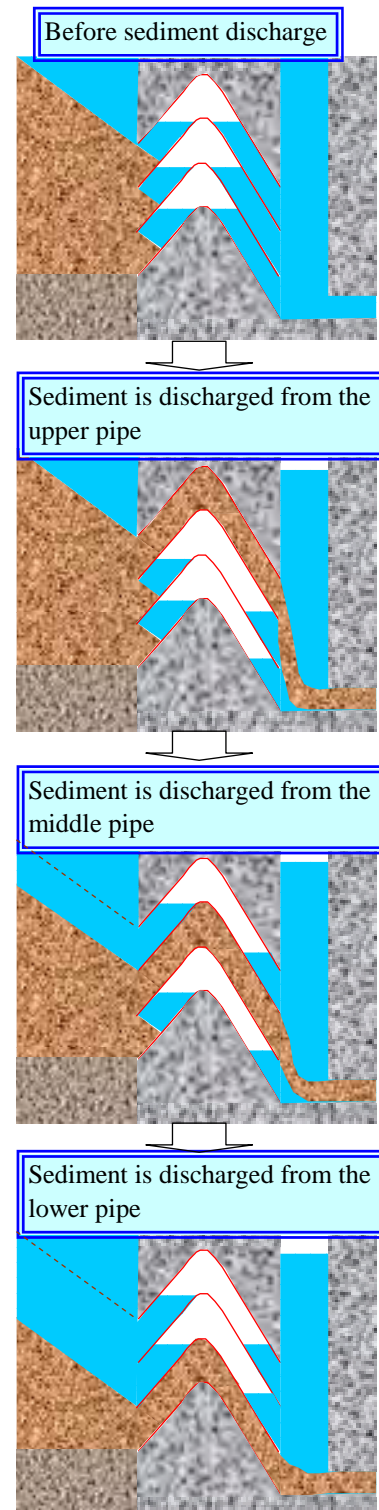 Before sediment discharge
Sediment is discharged from the
upper pipe
Sediment is discharged from the
middle pipe
Sediment is discharged from the
lower pipe